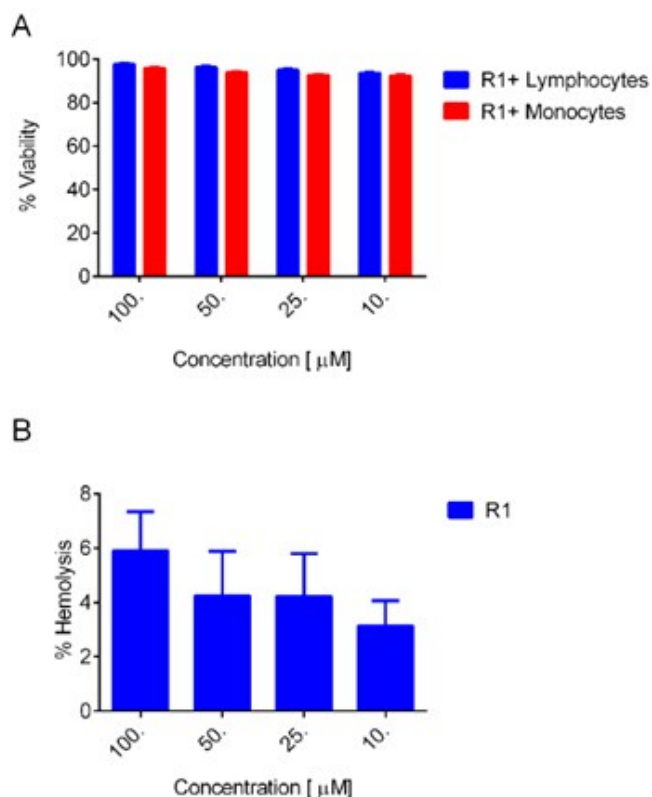 A
% Viability
100
80
60
40
20
0
100.
50.
25.
10.
Concentration [ μM]
R1+ Lymphocytes
R1+ Monocytes
B
% Hemolysis
8
6
4
2
0
100.
50.
25.
10.
Concentration [ μM]
R1